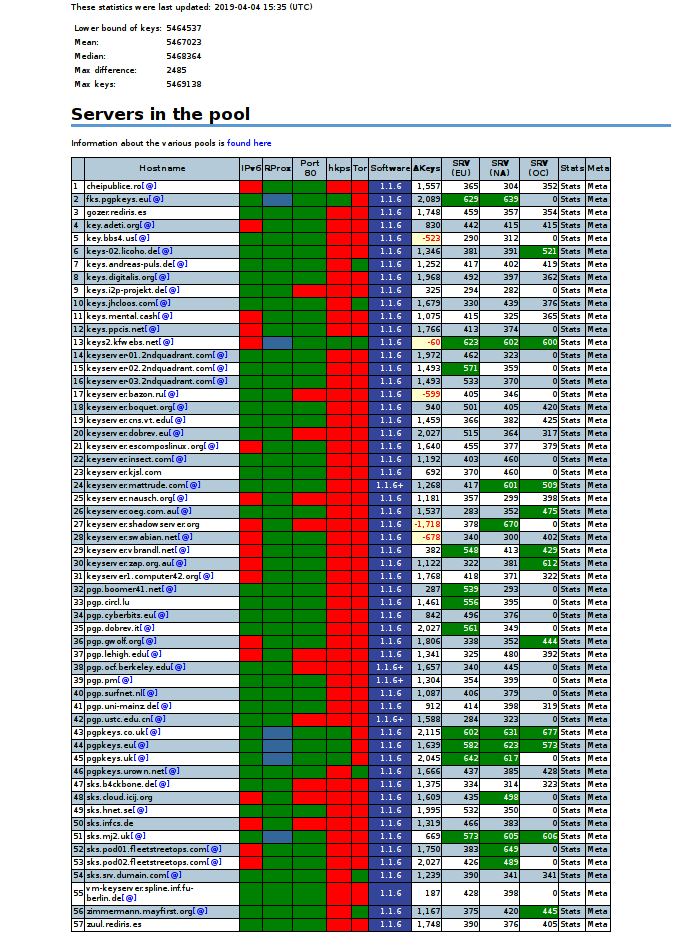 These statistics were last updated: 2019-04-04 15:35 (UTC)
Lower bound of keys: 5464537
Mean: 5467023
Median: 5468364
Max difference: 2485
Max keys: 5469138
Servers in the pool
Information about the various pools is found here
Hostname IPv6 RProx Port 80 hkps Tor Software ΔKeys SRV (EU) SRV (NA) SRV (OC) Stats Meta
1 cheipublice.ro[@] 1.1.6 1,557 365 304 352 Stats Meta
2 fks.pgpkeys.eu[@] 1.1.6 2,089 629 639 0 Stats Meta
3 gozer.rediris.es 1.1.6 1,748 459 357 354 Stats Meta
4 key.adeti.org[@] 1.1.6 830 442 415 415 Stats Meta
5 key.bbs4.us[@] 1.1.6 -523 290 312 0 Stats Meta
6 keys-02.licoho.de[@] 1.1.6 1,346 381 391 521 Stats Meta
7 keys.andreas-puls.de[@] 1.1.6 1,252 417 402 419 Stats Meta
8 keys.digitalis.org[@] 1.1.6 1,968 492 397 362 Stats Meta
9 keys.i2p-projekt.de[@] 1.1.6 325 294 282 0 Stats Meta
10 keys.jhcloos.com[@] 1.1.6 1,679 330 439 376 Stats Meta
11 keys.mental.cash[@] 1.1.6 1,075 415 325 365 Stats Meta
12 keys.ppcis.net[@] 1.1.6 1,766 413 374 0 Stats Meta
13 keys2.kfwebs.net[@] 1.1.6 -60 623 602 600 Stats Meta
14 keyserver-01.2ndquadrant.com[@] 1.1.6 1,972 462 323 0 Stats Meta
15 keyserver-02.2ndquadrant.com[@] 1.1.6 1,493 571 359 0 Stats Meta
16 keyserver-03.2ndquadrant.com[@] 1.1.6 1,493 533 370 0 Stats Meta
17 keyserver.bazon.ru[@] 1.1.6 -599 405 346 0 Stats Meta
18 keyserver.boquet.org[@] 1.1.6 940 501 405 420 Stats Meta
19 keyserver.cns.vt.edu[@] 1.1.6 1,459 366 382 425 Stats Meta
20 keyserver.dobrev.eu[@] 1.1.6 2,027 515 364 317 Stats Meta
21 keyserver.escomposlinux.org[@] 1.1.6 1,640 455 377 379 Stats Meta
22 keyserver.insect.com[@] 1.1.6 1,192 403 460 0 Stats Meta
23 keyserver.kjsl.com 1.1.6 692 370 460 0 Stats Meta
24 keyserver.mattrude.com[@] 1.1.6+ 1,268 417 601 509 Stats Meta
25 keyserver.nausch.org[@] 1.1.6 1,181 357 299 398 Stats Meta
26 keyserver.oeg.com.au[@] 1.1.6 1,537 283 352 475 Stats Meta
27 keyserver.shadowserver.org 1.1.6 -1,718 378 670 0 Stats Meta
28 keyserver.swabian.net[@] 1.1.6 -678 340 300 402 Stats Meta
29 keyserver.vbrandl.net[@] 1.1.6 382 548 413 429 Stats Meta
30 keyserver.zap.org.au[@] 1.1.6 1,122 322 381 612 Stats Meta
31 keyserver1.computer42.org[@] 1.1.6 1,768 418 371 322 Stats Meta
32 pgp.boomer41.net[@] 1.1.6 287 539 293 0 Stats Meta
33 pgp.circl.lu 1.1.6 1,461 556 395 0 Stats Meta
34 pgp.cyberbits.eu[@] 1.1.6 842 496 376 0 Stats Meta
35 pgp.dobrev.it[@] 1.1.6 2,027 561 349 0 Stats Meta
36 pgp.gwolf.org[@] 1.1.6 1,806 338 352 444 Stats Meta
37 pgp.lehigh.edu[@] 1.1.6 1,341 325 480 392 Stats Meta
38 pgp.ocf.berkeley.edu[@] 1.1.6+ 1,657 340 445 0 Stats Meta
39 pgp.pm[@] 1.1.6+ 1,304 354 399 0 Stats Meta
40 pgp.surfnet.nl[@] 1.1.6 1,087 406 379 0 Stats Meta
41 pgp.uni-mainz.de[@] 1.1.6 912 414 398 319 Stats Meta
42 pgp.ustc.edu.cn[@] 1.1.6+ 1,588 284 323 0 Stats Meta
43 pgpkeys.co.uk[@] 1.1.6 2,115 602 631 677 Stats Meta
44 pgpkeys.eu[@] 1.1.6 1,639 582 623 573 Stats Meta
45 pgpkeys.uk[@] 1.1.6 2,045 642 617 0 Stats Meta
46 pgpkeys.urown.net[@] 1.1.6 1,666 437 385 428 Stats Meta
47 sks.b4ckbone.de[@] 1.1.6 1,375 334 314 323 Stats Meta
48 sks.cloud.icij.org 1.1.6 1,609 435 498 0 Stats Meta
49 sks.hnet.se[@] 1.1.6 1,995 532 350 0 Stats Meta
50 sks.infcs.de 1.1.6 1,319 466 383 0 Stats Meta
51 sks.mj2.uk[@] 1.1.6 669 573 605 606 Stats Meta
52 sks.pod01.fleetstreetops.com[@] 1.1.6 1,750 383 649 0 Stats Meta
53 sks.pod02.fleetstreetops.com[@] 1.1.6 2,027 426 489 0 Stats Meta
54 sks.srv.dumain.com[@] 1.1.6 1,239 390 341 341 Stats Meta
55 vm-keyserver.spline.inf.fu-berlin.de[@] 1.1.6 187 428 398 0 Stats Meta
56 zimmermann.mayfirst.org[@] 1.1.6 1,167 375 420 445 Stats Meta
57 zuul.rediris.es 1.1.6 1,748 390 376 405 Stats Meta